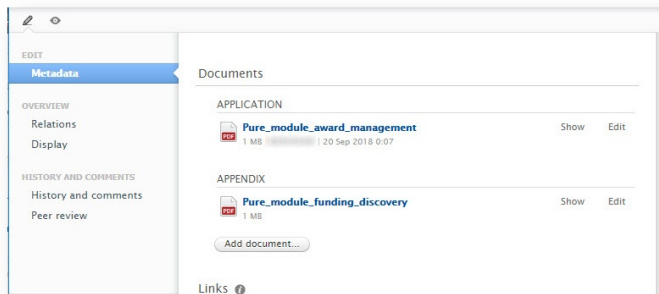 EDIT
Metadata
OVERVIEW
Relations
Display
HISTORY AND COMMENTS
History and comments
Peer review
Documents
APPLICATION
Pure_module_award_management Show Edit
PDF
1 MB | 20 Sep 2018 0:07
APPENDIX
Pure_module_funding_discovery Show Edit
PDF
1 MB
Add document...
Links